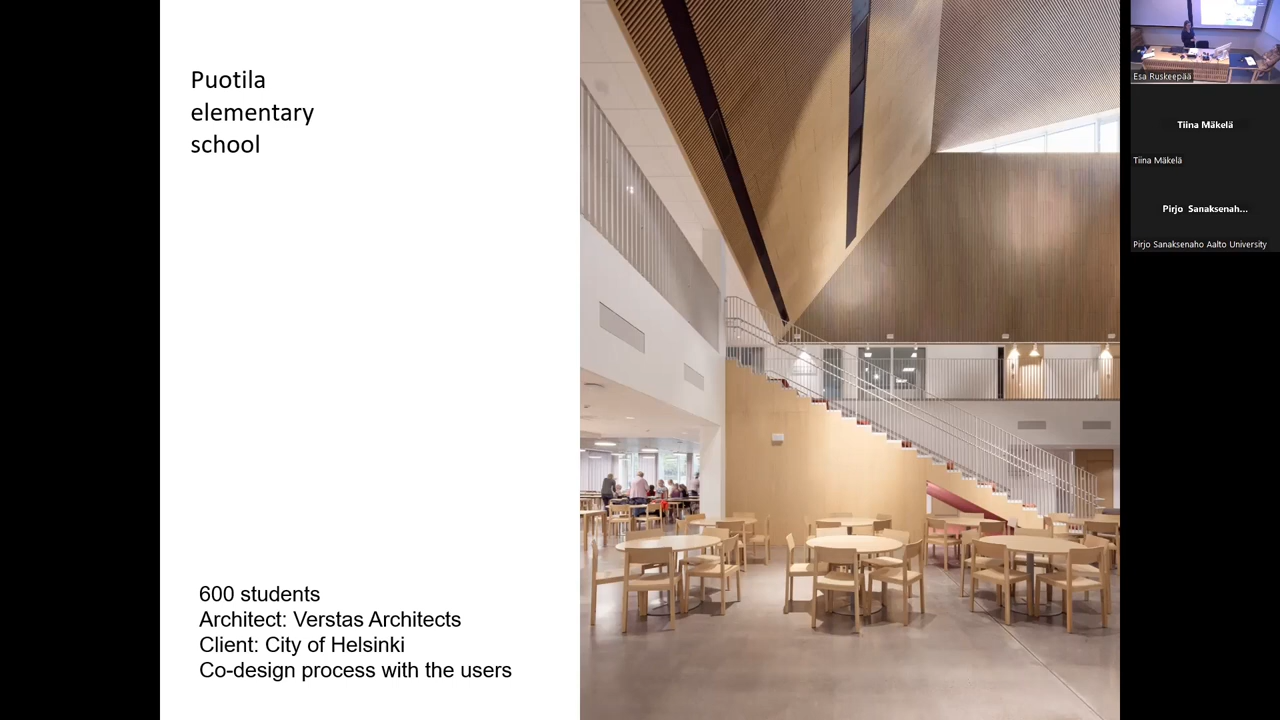 Puotila
elementary
school
600 students
Architect: Verstas Architects
Client: City of Helsinki
Co-design process with the users
Esa Ruskeepää
Tiina Mäkelä
Tiina Mäkelä
Pirjo Sanaksenah...
Pirjo Sanaksenaho Aalto University